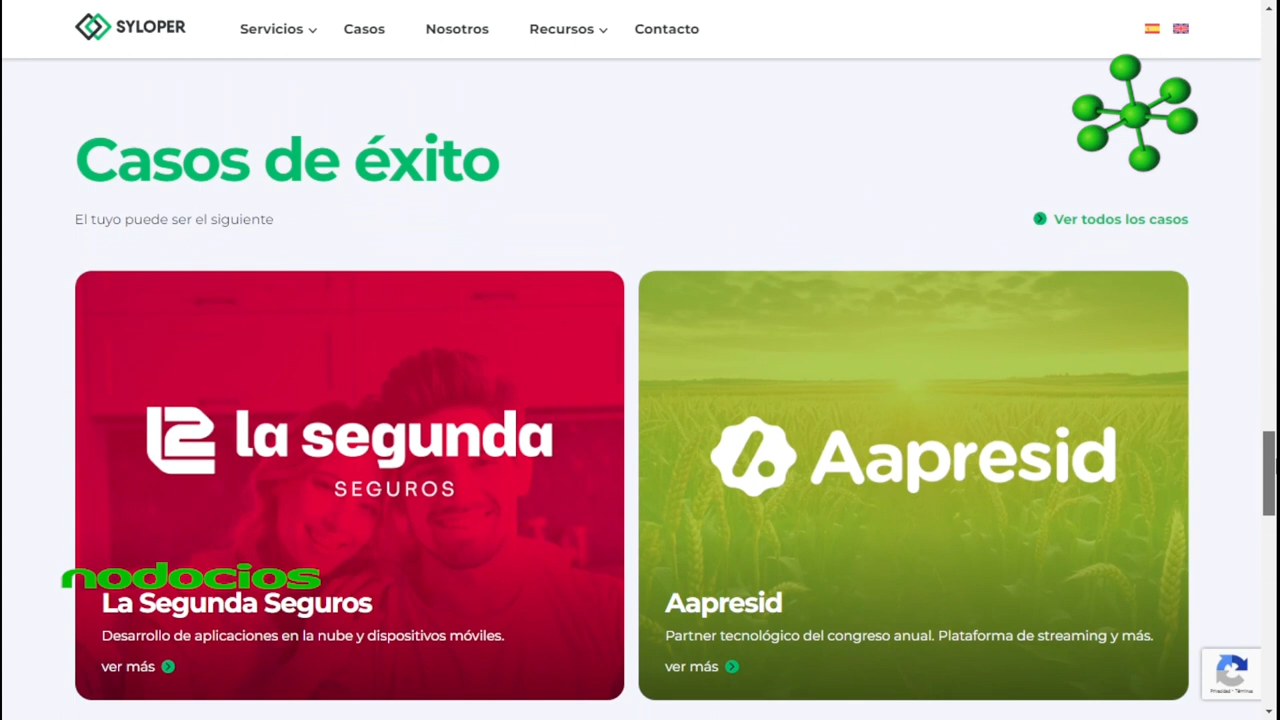 SYLOPER
Servicios
Casos
Nosotros
Recursos
Contacto
Casos de éxito
El tuyo puede ser el siguiente
Ver todos los casos
la segunda
SEGUROS
nodocios
La Segunda Seguros
Desarrollo de aplicaciones en la nube y dispositivos móviles.
ver más
Aapresid
Aapresid
Partner tecnológico del congreso anual. Plataforma de streaming y más.
ver más
Privacidad - Términos